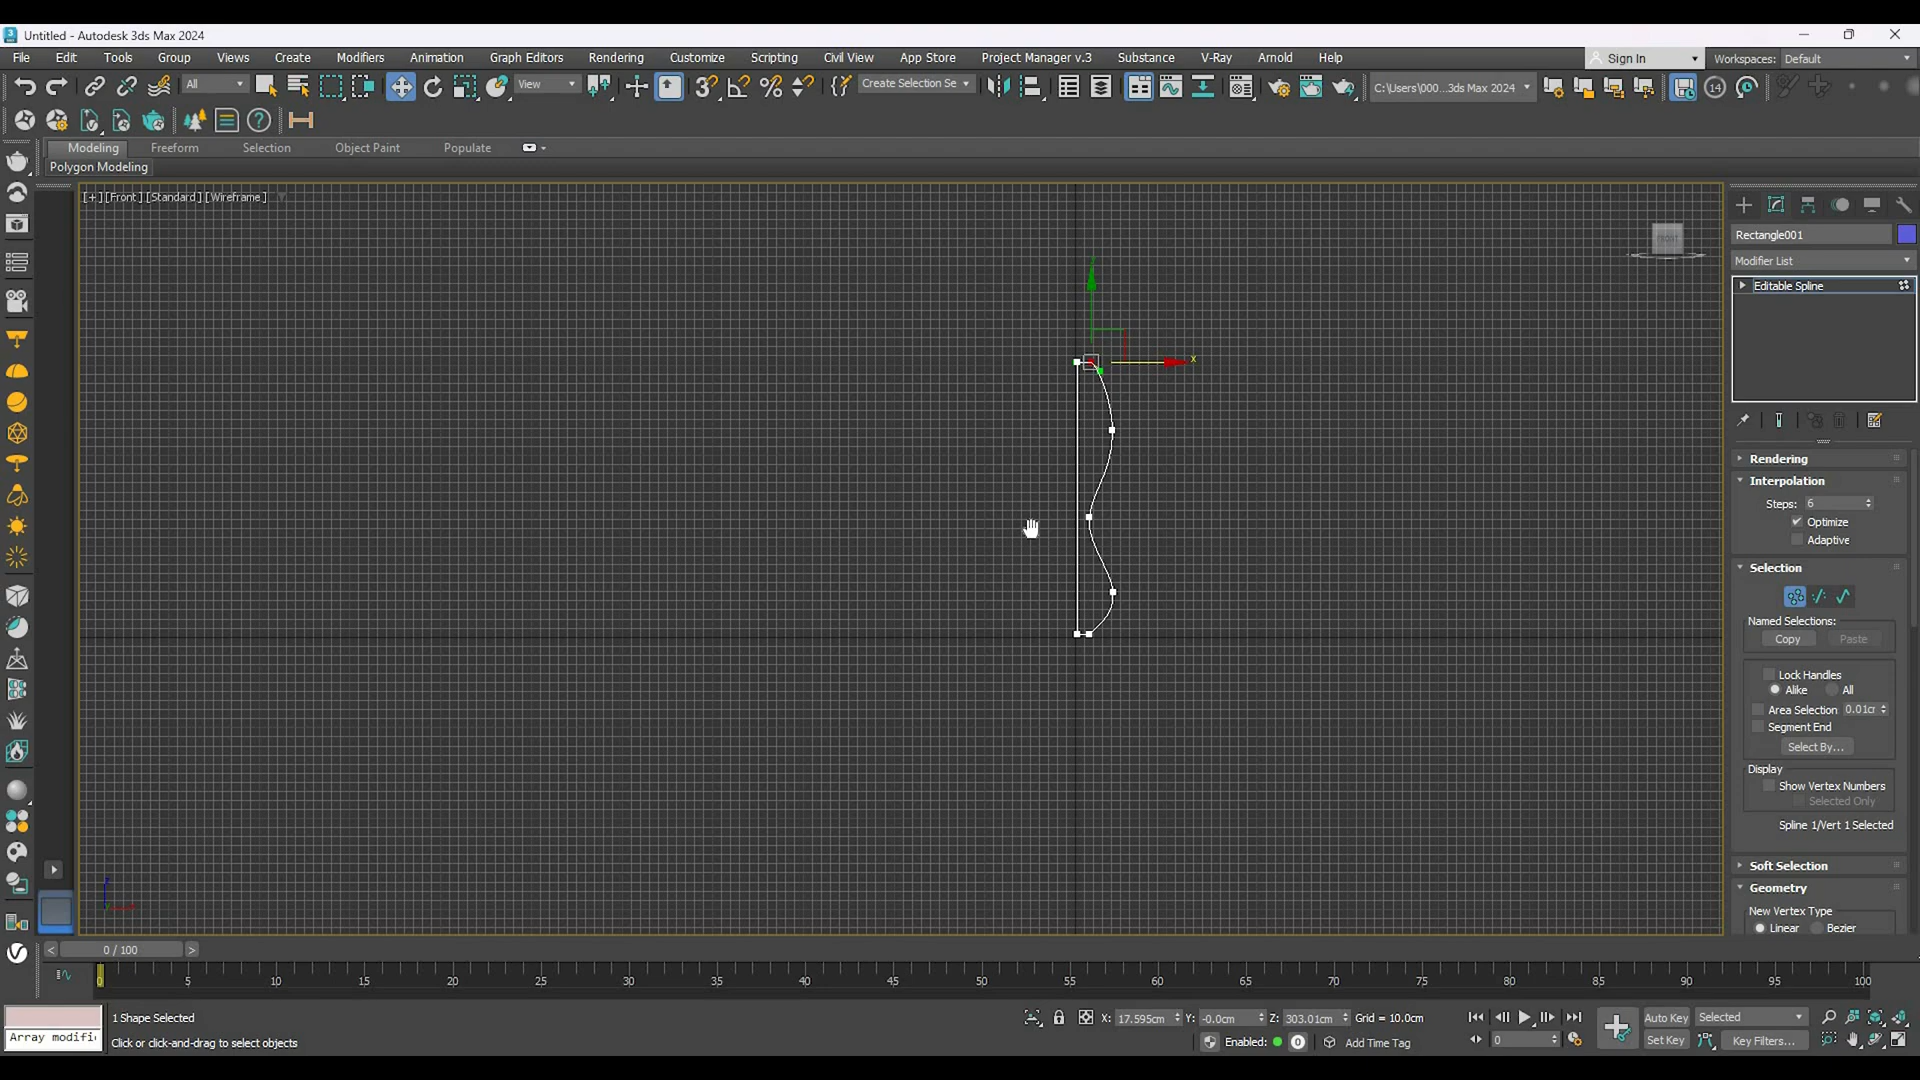 Untitled - Autodesk 3ds Max 2024
File Edit Tools Group Views Create Modifiers Animation Graph Editors Rendering Customize Scripting Civil View App Store Project Manager v.3 Substance V-Ray Arnold Help
Sign In
Workspaces: Default
All
View
Create Selection Se
C:\Users\000...3ds Max 2024
14
Modeling Freeform Selection Object Paint Populate
Polygon Modeling
[+] [Front] [Standard] [Wireframe]
FRONT
x
Rectangle001
Modifier List
Editable Spline
Rendering
Interpolation
Steps: 6
Optimize
Adaptive
Selection
Named Selections:
Copy Paste
Lock Handles
Alike All
Area Selection 0.01cr
Segment End
Select By...
Display
Show Vertex Numbers
Selected Only
Spline 1/Vert 1 Selected
Soft Selection
Geometry
New Vertex Type
Linear Bezier
< 0 / 100 >
0 5 10 15 20 25 30 35 40 45 50 55 60 65 70 75 80 85 90 95 100
1 Shape Selected
X: 17.595cm Y: -0.0cm Z: 303.01cm Grid = 10.0cm
Auto Key Selected
Array modifi
Click or click-and-drag to select objects
Enabled: 0 Add Time Tag
0
Set Key Key Filters...